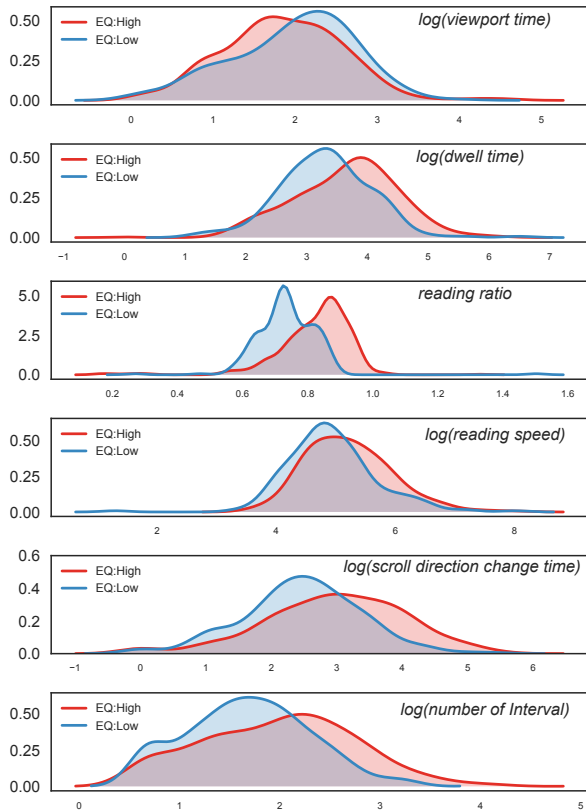 log(viewport time)
EQ:High
EQ:Low
0.50
0.25
0.00
0 1 2 3 4 5
log(dwell time)
EQ:High
EQ:Low
0.50
0.25
0.00
−1 0 1 2 3 4 5 6 7
reading ratio
EQ:High
EQ:Low
5.0
2.5
0.0
0.2 0.4 0.6 0.8 1.0 1.2 1.4 1.6
log(reading speed)
EQ:High
EQ:Low
0.50
0.25
0.00
2 4 6 8
log(scroll direction change time)
EQ:High
EQ:Low
0.6
0.4
0.2
0.0
−1 0 1 2 3 4 5 6
log(number of Interval)
EQ:High
EQ:Low
0.50
0.25
0.00
0 1 2 3 4 5